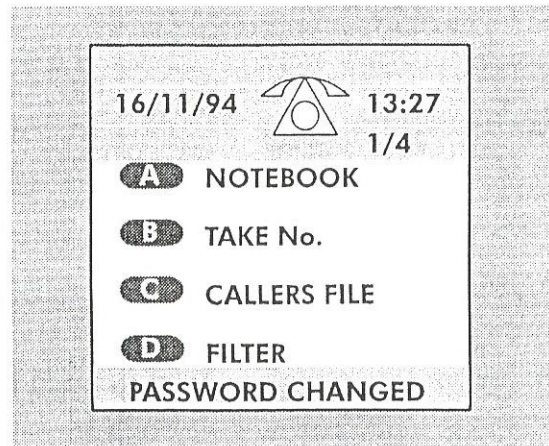 16/11/94 13:27
1/4
A NOTEBOOK
B TAKE No.
C CALLERS FILE
D FILTER
PASSWORD CHANGED